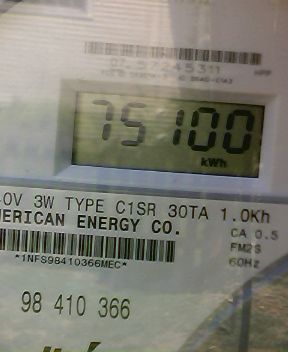 75100
kWh
0V 3W TYPE C1SR 30TA 1.0Kh
MERICAN ENERGY CO.
CA 0.5
FM2S
*1NFS98410366MEC*
60Hz
98 410 366